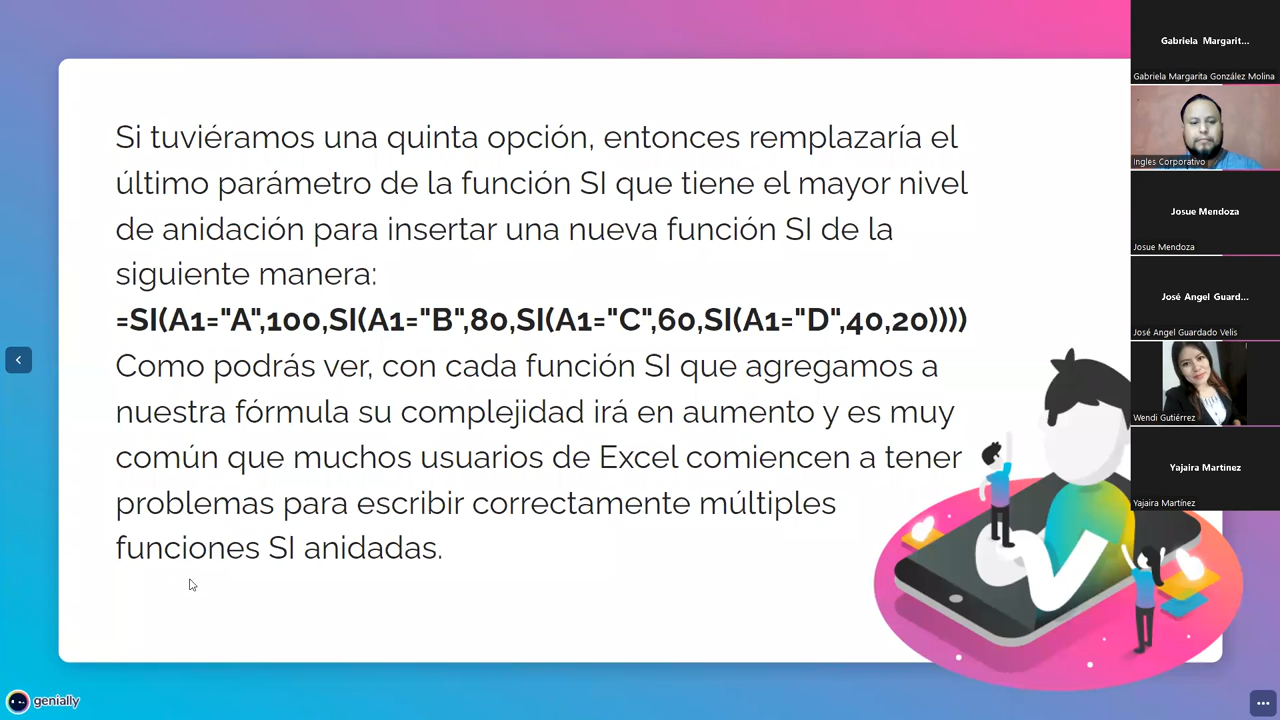 Si tuviéramos una quinta opción, entonces remplazaría el
último parámetro de la función SI que tiene el mayor nivel
de anidación para insertar una nueva función SI de la
siguiente manera:
=SI(A1="A",100,SI(A1="B",80,SI(A1="C",60,SI(A1="D",40,20))))
Como podrás ver, con cada función SI que agregamos a
nuestra fórmula su complejidad irá en aumento y es muy
común que muchos usuarios de Excel comiencen a tener
problemas para escribir correctamente múltiples
funciones SI anidadas.
genially
Gabriela Margarit...
Gabriela Margarita González Molina
Ingles Corporativo
Josue Mendoza
Josue Mendoza
José Angel Guard...
José Angel Guardado Velis
Wendi Gutiérrez
Yajaira Martínez
Yajaira Martínez